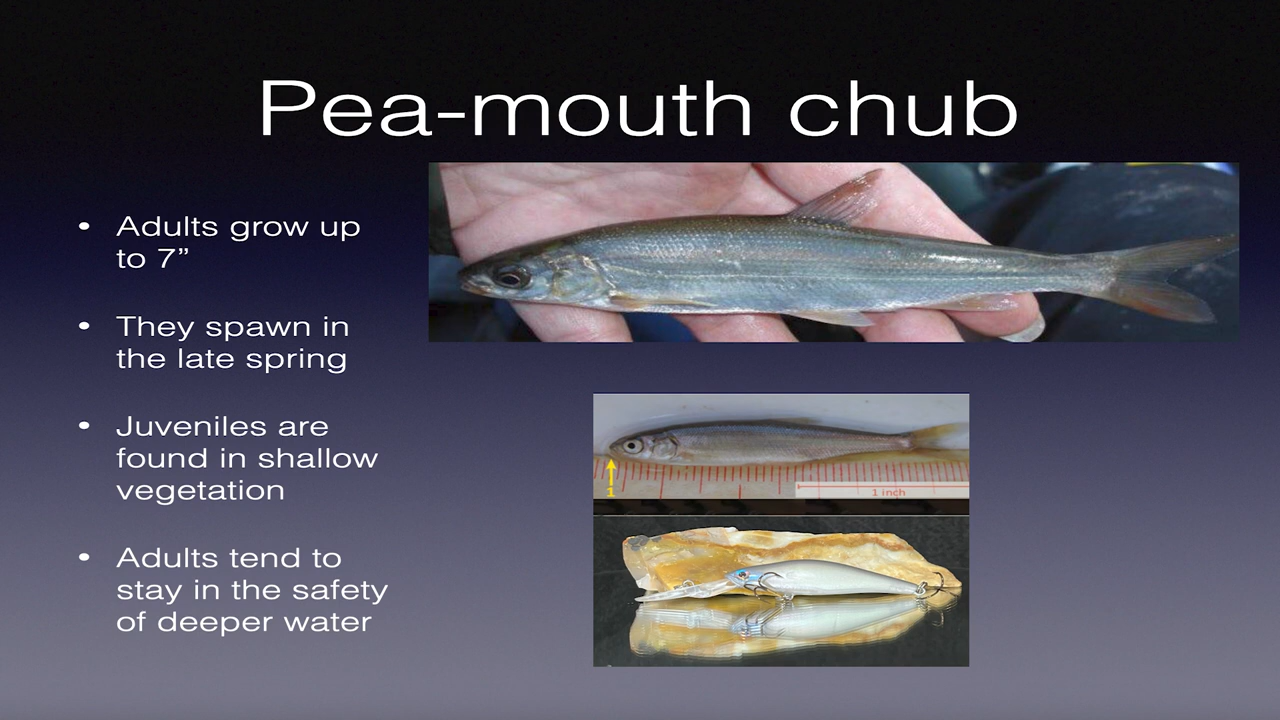 Pea-mouth chub
• Adults grow up
to 7”
• They spawn in
the late spring
• Juveniles are
found in shallow
vegetation
• Adults tend to
stay in the safety
of deeper water
1
1 inch